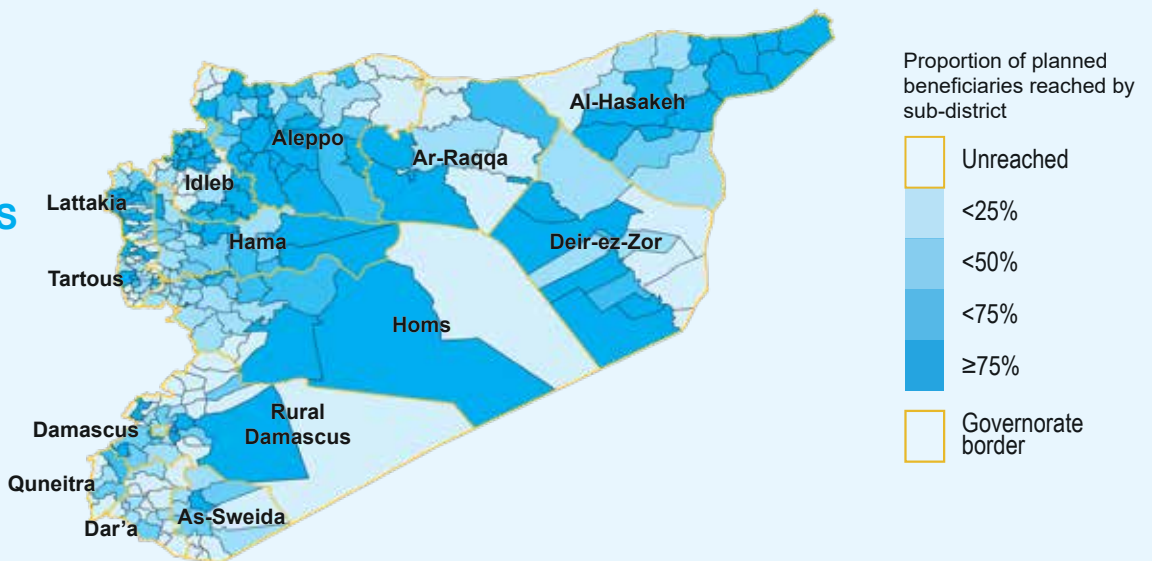 Proportion of planned
beneficiaries reached by
sub-district
Unreached
<25%
<50%
<75%
≥75%
Governorate
border
Al-Hasakeh
Aleppo
Ar-Raqqa
Idleb
Lattakia
S
Hama
Deir-ez-Zor
Tartous
Homs
Rural
Damascus
Damascus
Quneitra
As-Sweida
Dar’a